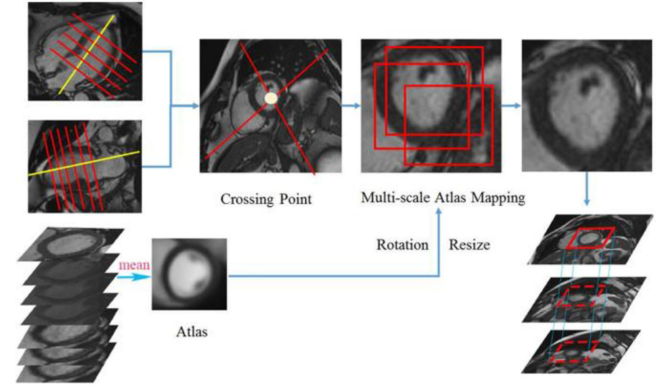 Crossing Point
Multi-scale Atlas Mapping
Rotation
Resize
mean
Atlas